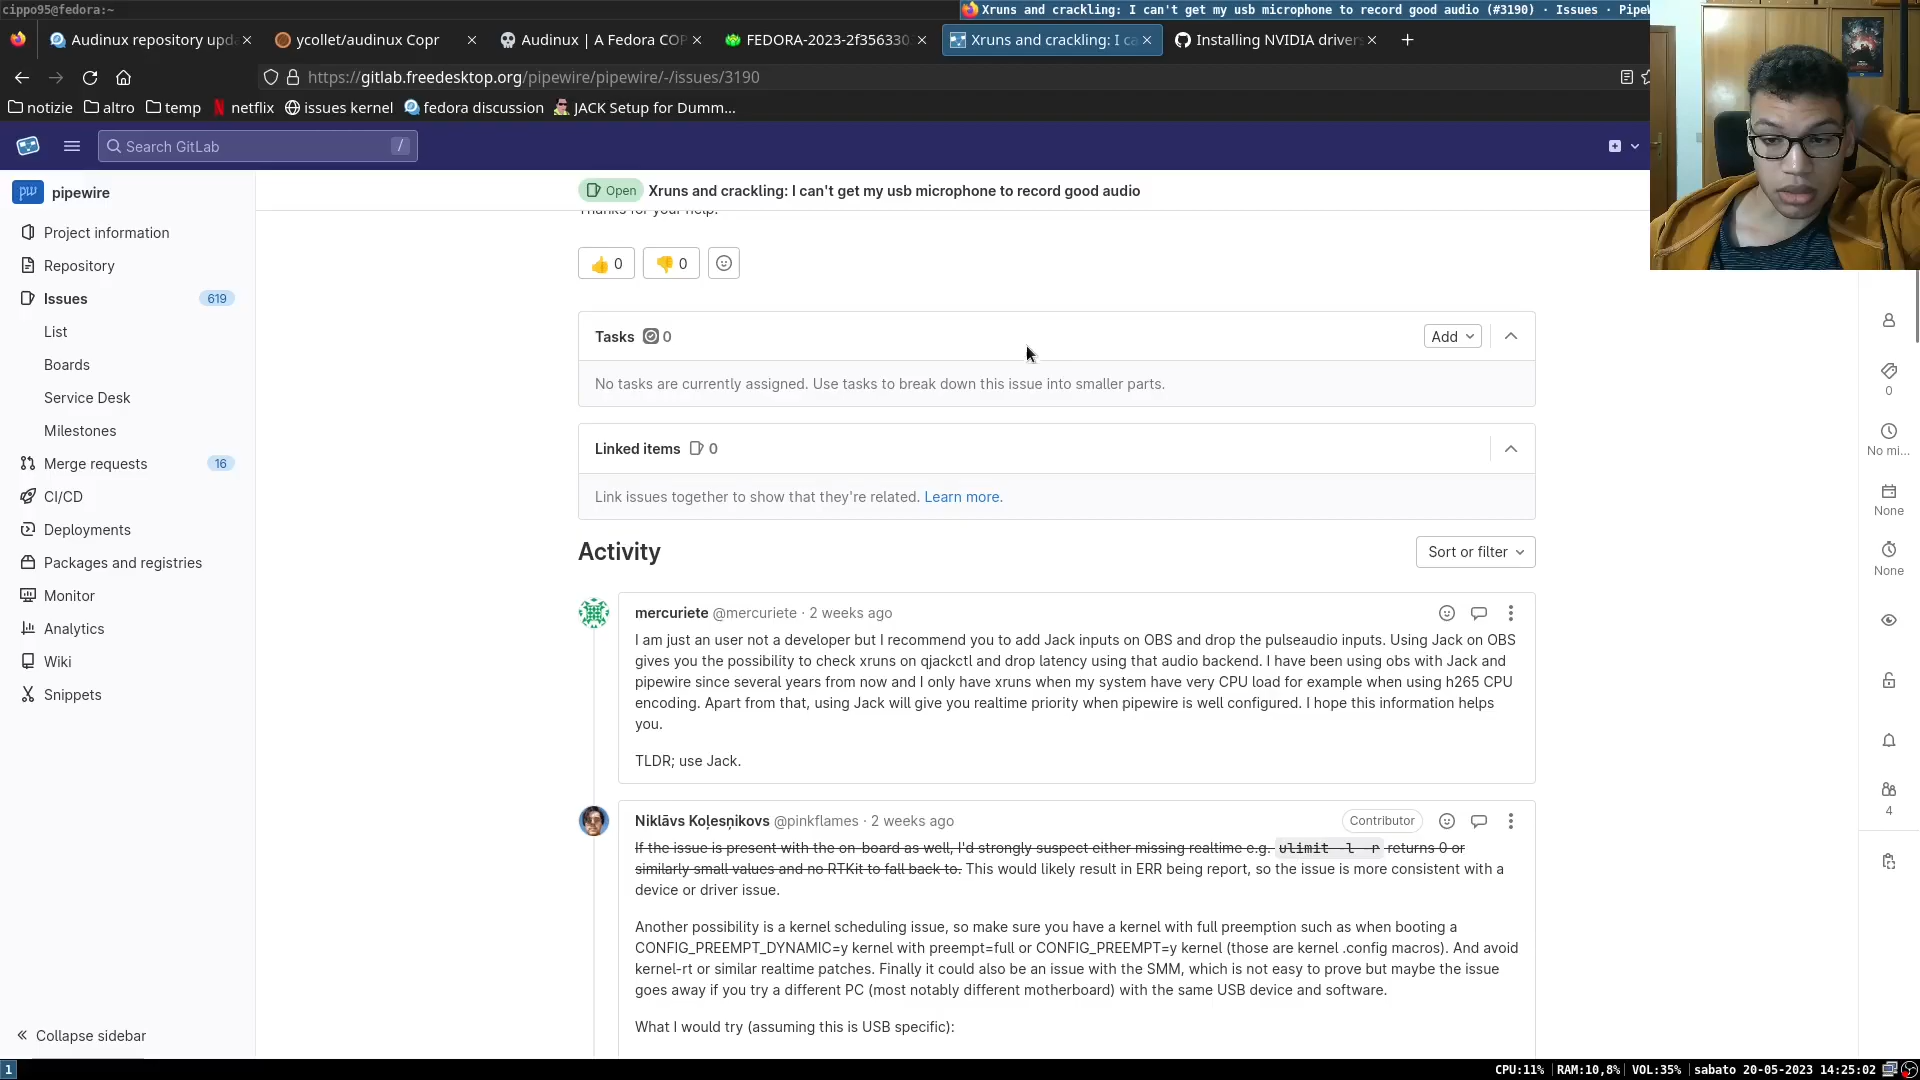 cippo95@fedora:~
Xruns and crackling: I can't get my usb microphone to record good audio (#3190) · Issues · PipeW
Audinux repository upda
ycollet/audinux Copr
Audinux | A Fedora COP
FEDORA-2023-2f356330
Xruns and crackling: I ca
Installing NVIDIA drivers
https://gitlab.freedesktop.org/pipewire/pipewire/-/issues/3190
notizie
altro
temp
netflix
issues kernel
fedora discussion
JACK Setup for Dumm...
Search GitLab
/
pipewire
Project information
Repository
Issues 619
List
Boards
Service Desk
Milestones
Merge requests 16
CI/CD
Deployments
Packages and registries
Monitor
Analytics
Wiki
Snippets
Collapse sidebar
Open Xruns and crackling: I can't get my usb microphone to record good audio
Thanks for your help.
👍 0 👎 0
Tasks 0 Add
No tasks are currently assigned. Use tasks to break down this issue into smaller parts.
Linked items 0
Link issues together to show that they're related. Learn more.
Activity Sort or filter
mercuriete @mercuriete · 2 weeks ago
I am just an user not a developer but I recommend you to add Jack inputs on OBS and drop the pulseaudio inputs. Using Jack on OBS
gives you the possibility to check xruns on qjackctl and drop latency using that audio backend. I have been using obs with Jack and
pipewire since several years from now and I only have xruns when my system have very CPU load for example when using h265 CPU
encoding. Apart from that, using Jack will give you realtime priority when pipewire is well configured. I hope this information helps
you.
TLDR; use Jack.
Niklāvs Koļesņikovs @pinkflames · 2 weeks ago Contributor
If the issue is present with the on-board as well, I'd strongly suspect either missing realtime e.g. ulimit -l -r returns 0 or
similarly small values and no RTKit to fall back to. This would likely result in ERR being report, so the issue is more consistent with a
device or driver issue.
Another possibility is a kernel scheduling issue, so make sure you have a kernel with full preemption such as when booting a
CONFIG_PREEMPT_DYNAMIC=y kernel with preempt=full or CONFIG_PREEMPT=y kernel (those are kernel .config macros). And avoid
kernel-rt or similar realtime patches. Finally it could also be an issue with the SMM, which is not easy to prove but maybe the issue
goes away if you try a different PC (most notably different motherboard) with the same USB device and software.
What I would try (assuming this is USB specific):
0
No mi...
None
None
4
1
CPU:11% | RAM:10,8% | VOL:35% | sabato 20-05-2023 14:25:02